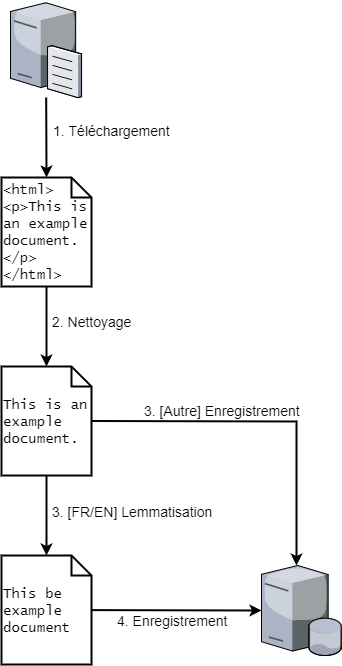 1. Téléchargement
<html>
<p>This is
an example
document.
</p>
</html>
2. Nettoyage
This is an
example
document.
3. [Autre] Enregistrement
3. [FR/EN] Lemmatisation
This be
example
document
4. Enregistrement